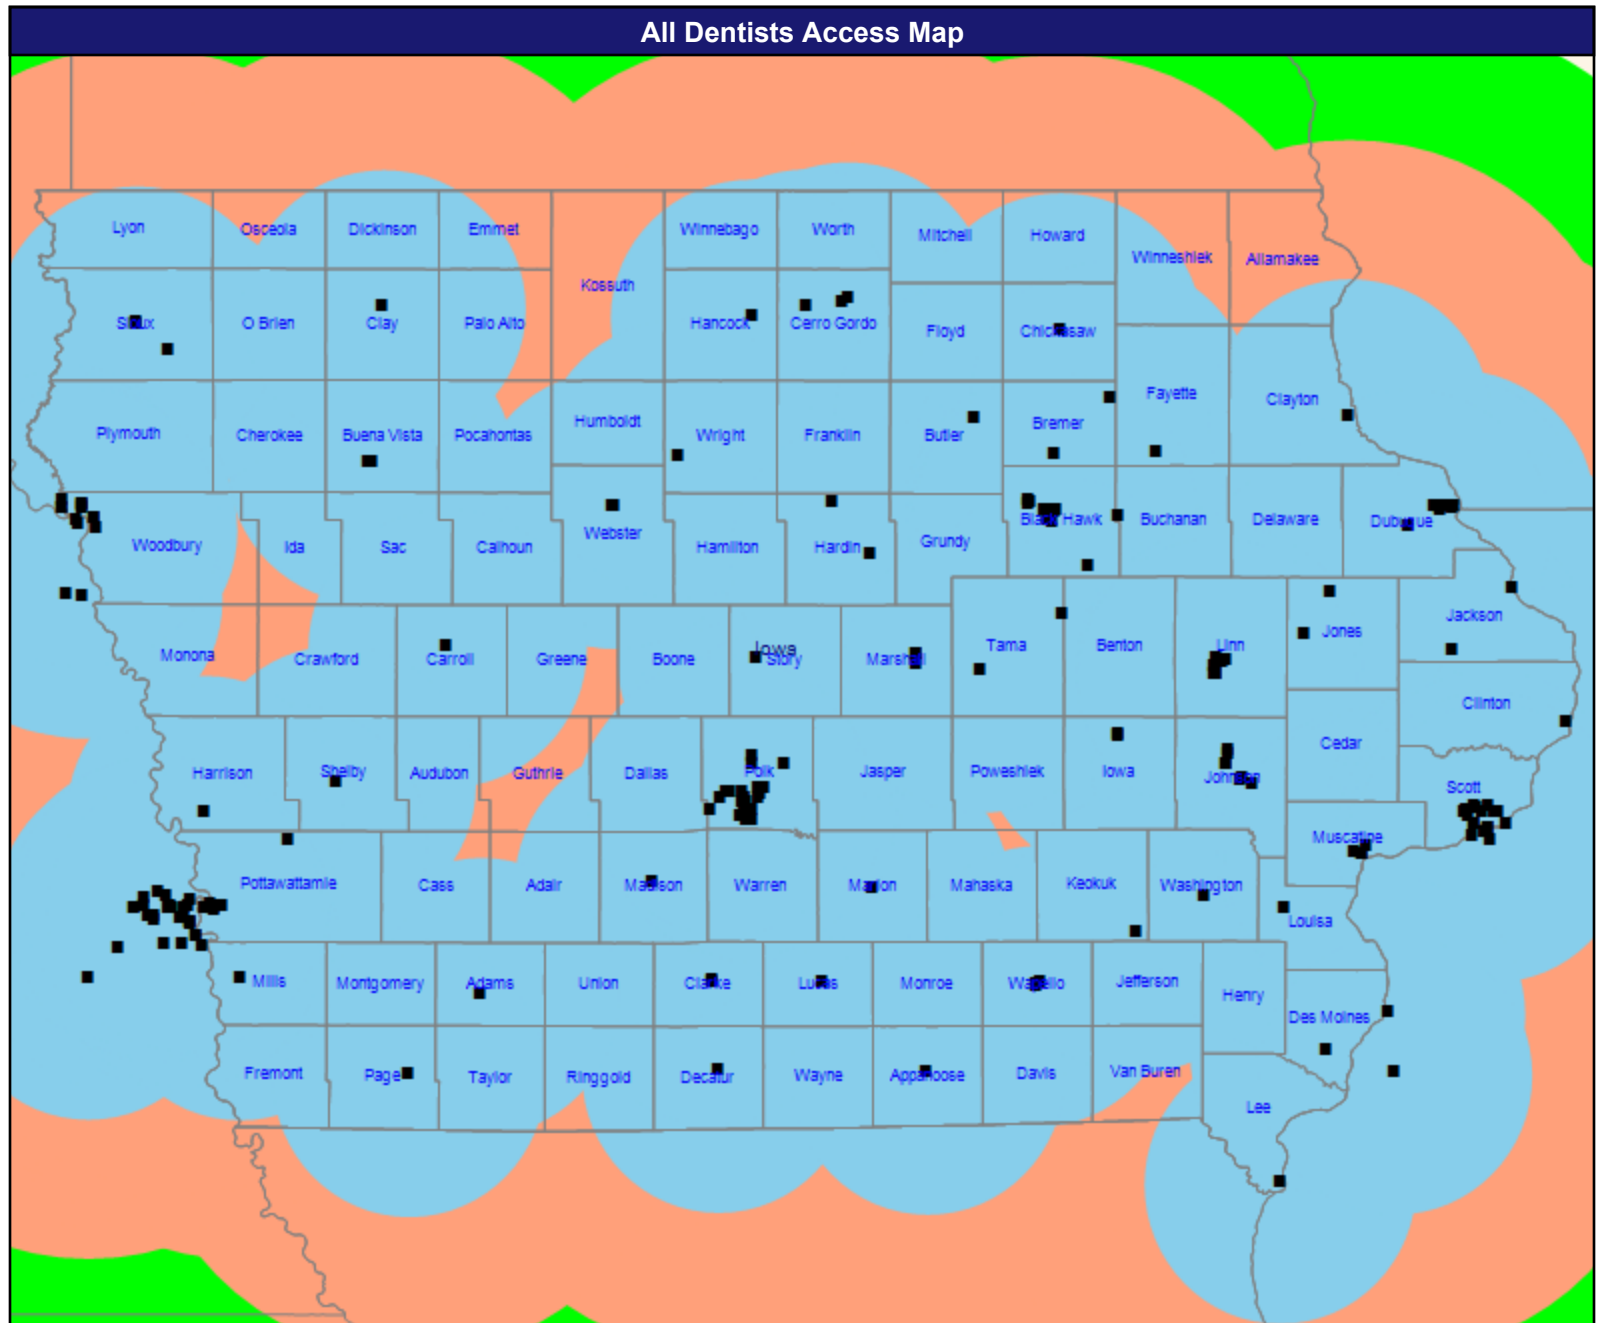 All Dentists Access Map
Lyon Osceola Dickinson Emmet Winnebago Worth Mitchell Howard
Winneshiek Allamakee
Kossuth
Sioux O Brien Clay Palo Alto Hancock Cerro Gordo Floyd Chickasaw
Fayette Clayton
Plymouth Cherokee Buena Vista Pocahontas Humboldt Wright Franklin Butler Bremer
Woodbury Ida Sac Calhoun Webster Hamilton Hardin Grundy Black Hawk Buchanan Delaware Dubuque
Monona Crawford Carroll Greene Boone Iowa
Story Marshall Tama Benton Linn Jones Jackson
Clinton
Harrison Shelby Audubon Guthrie Dallas Polk Jasper Poweshiek Iowa Johnson Cedar
Scott
Muscatine
Pottawattamie Cass Adair Madison Warren Marion Mahaska Keokuk Washington
Louisa
Mills Montgomery Adams Union Clarke Lucas Monroe Wapello Jefferson Henry
Des Moines
Fremont Page Taylor Ringgold Decatur Wayne Appanoose Davis Van Buren
Lee